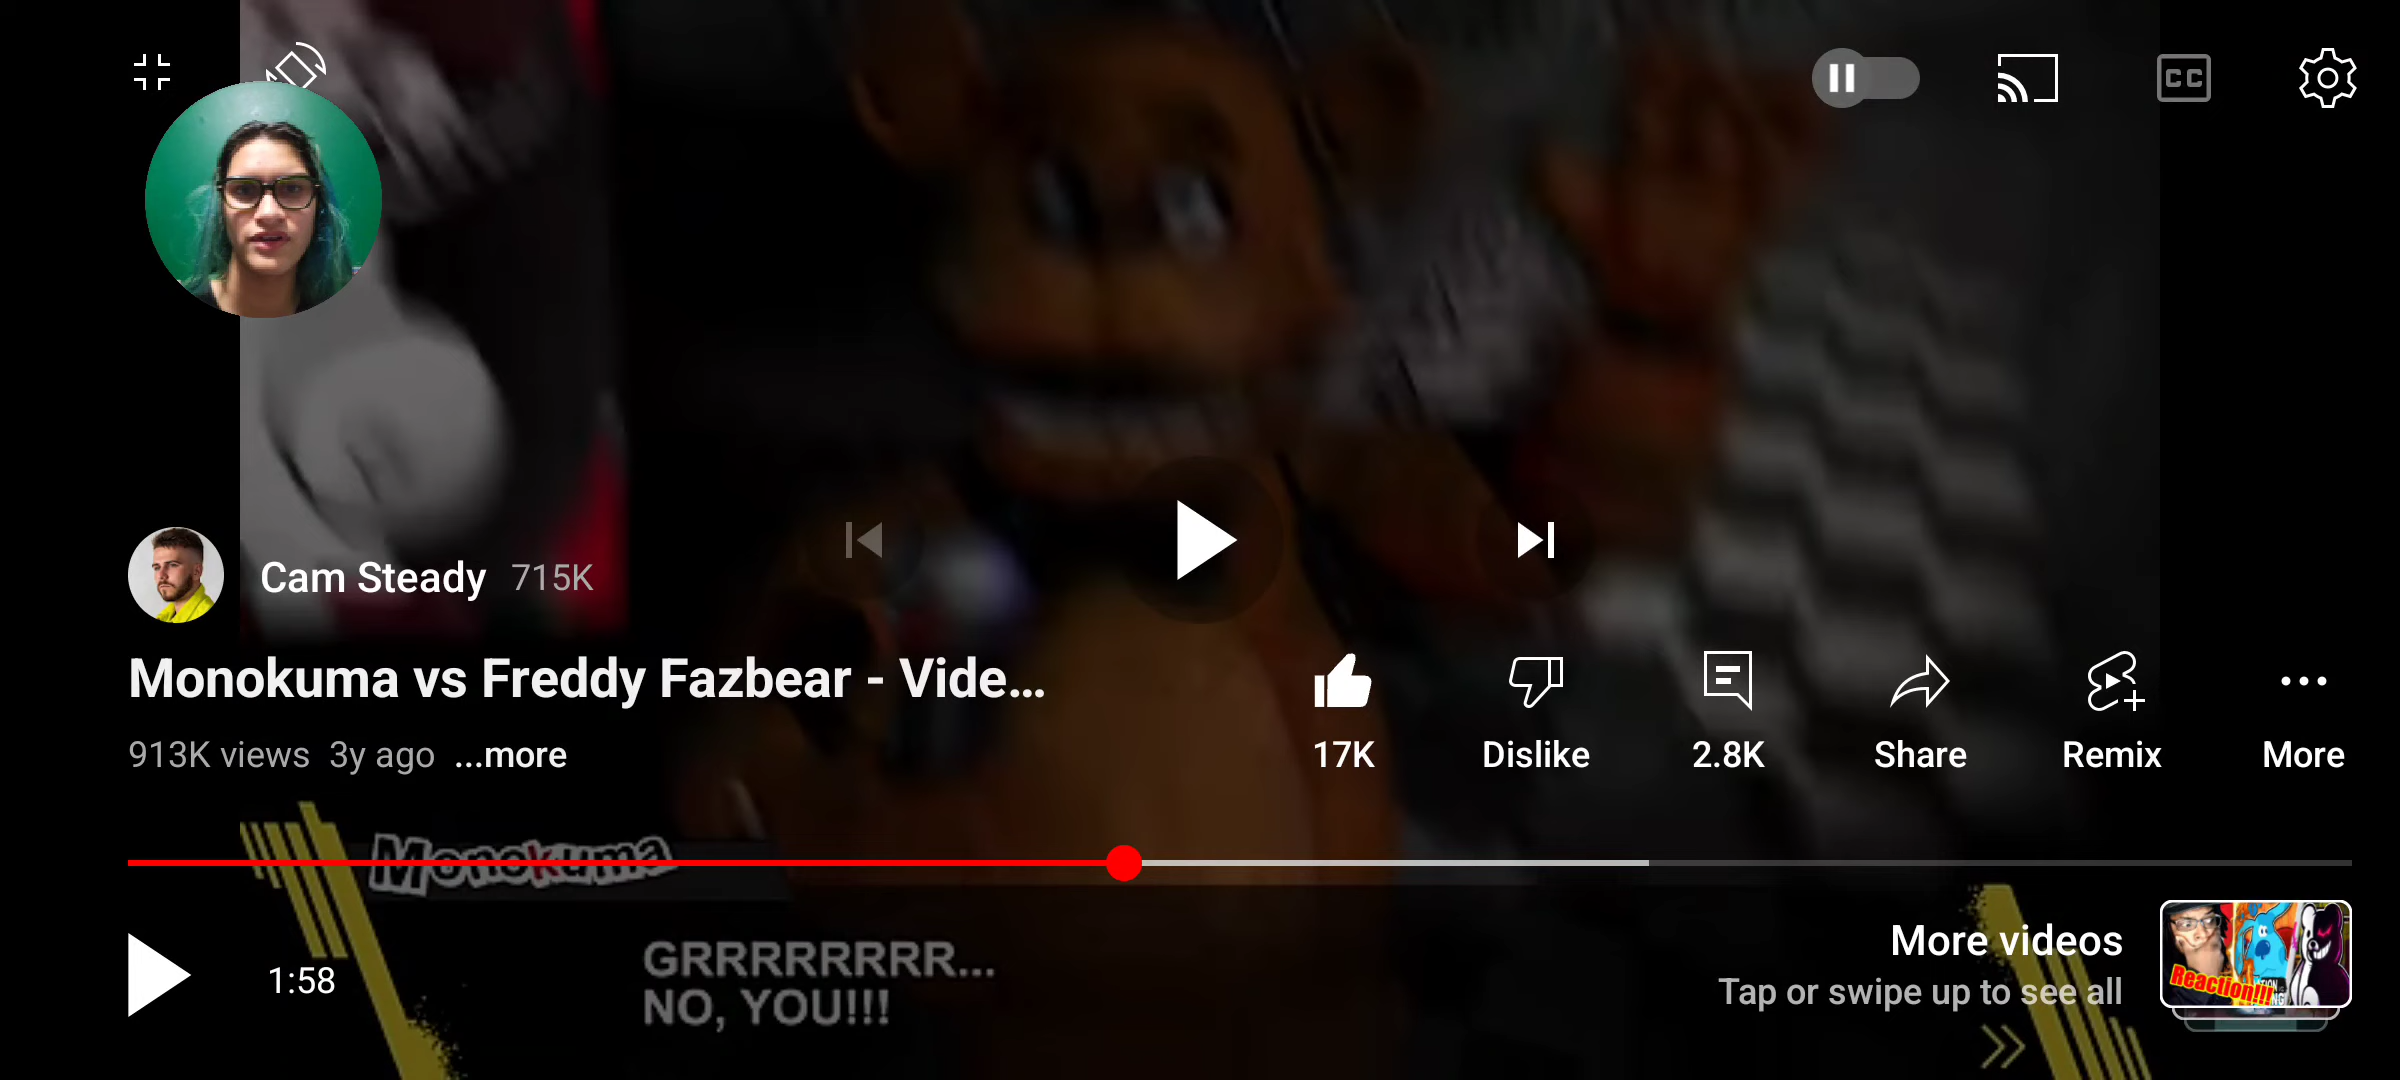 CC
Cam Steady 715K
Monokuma vs Freddy Fazbear - Vide...
913K views 3y ago ...more
17K
Dislike
2.8K
Share
Remix
More
Monokuma
GRRRRRRRR...
NO, YOU!!!
1:58
More videos
Tap or swipe up to see all
Reaction!!!